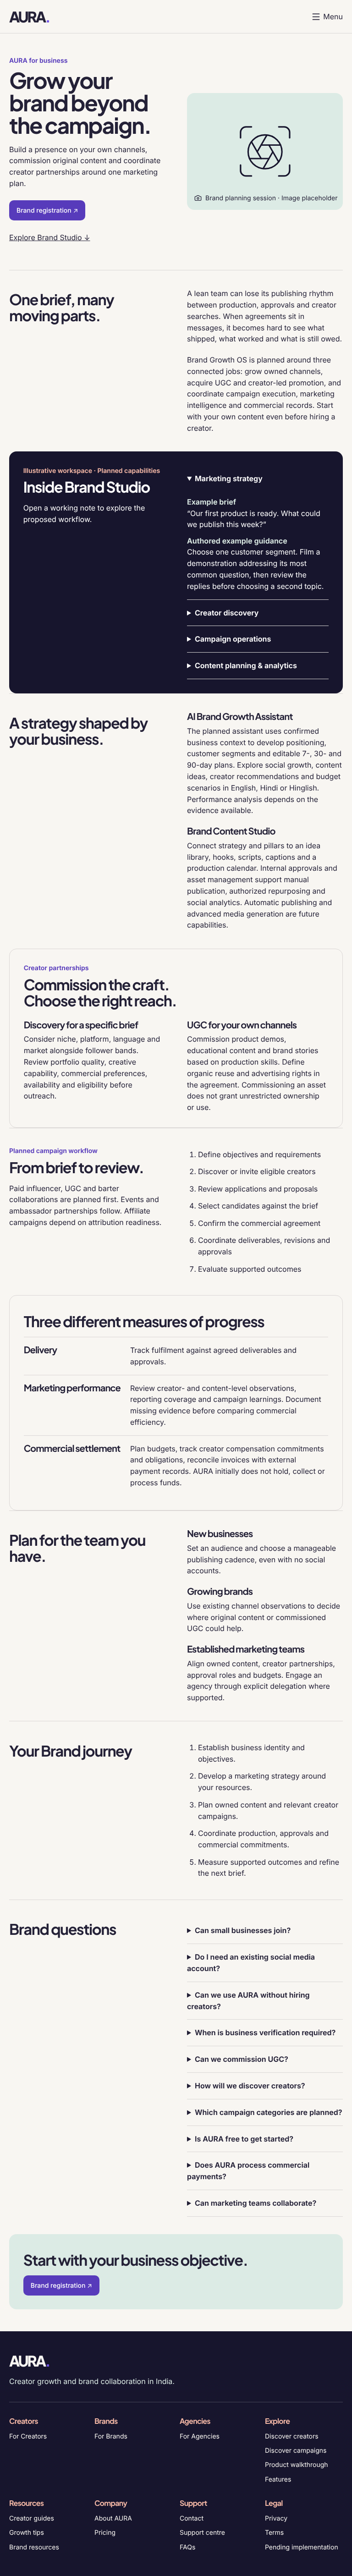 AURA.
Menu
AURA for business
Grow your
brand beyond
the campaign.
Build a presence on your own channels,
commission original content and coordinate
creator partnerships around one marketing
plan.
Brand registration ↗
Explore Brand Studio ↓
Brand planning session · Image placeholder
One brief, many
moving parts.
A lean team can lose its publishing rhythm
between production, approvals and creator
searches. When agreements sit in
messages, it becomes hard to see what
shipped, what worked and what is still owed.
Brand Growth OS is planned around three
connected jobs: grow owned channels,
acquire UGC and creator-led promotion, and
coordinate campaign execution, marketing
intelligence and commercial records. Start
with your own content even before hiring a
creator.
Illustrative workspace · Planned capabilities
Inside Brand Studio
Open a working note to explore the
proposed workflow.
▼ Marketing strategy
Example brief
“Our first product is ready. What could
we publish this week?”
Authored example guidance
Choose one customer segment. Film a
demonstration addressing its most
common question, then review the
replies before choosing a second topic.
▶ Creator discovery
▶ Campaign operations
▶ Content planning & analytics
A strategy shaped by
your business.
AI Brand Growth Assistant
The planned assistant uses confirmed
business context to develop positioning,
customer segments and editable 7-, 30- and
90-day plans. Explore social growth, content
ideas, creator recommendations and budget
scenarios in English, Hindi or Hinglish.
Performance analysis depends on the
evidence available.
Brand Content Studio
Connect strategy and pillars to an idea
library, hooks, scripts, captions and a
production calendar. Internal approvals and
asset management support manual
publication, authorized repurposing and
social analytics. Automatic publishing and
advanced media generation are future
capabilities.
Creator partnerships
Commission the craft.
Choose the right reach.
Discovery for a specific brief
Consider niche, platform, language and
market alongside follower bands.
Review portfolio quality, creative
capability, commercial preferences,
availability and eligibility before
outreach.
UGC for your own channels
Commission product demos,
educational content and brand stories
based on production skills. Define
organic reuse and advertising rights in
the agreement. Commissioning an asset
does not grant unrestricted ownership
or use.
Planned campaign workflow
From brief to review.
Paid influencer, UGC and barter
collaborations are planned first. Events and
ambassador partnerships follow. Affiliate
campaigns depend on attribution readiness.
1. Define objectives and requirements
2. Discover or invite eligible creators
3. Review applications and proposals
4. Select candidates against the brief
5. Confirm the commercial agreement
6. Coordinate deliverables, revisions and
approvals
7. Evaluate supported outcomes
Three different measures of progress
Delivery
Track fulfilment against agreed deliverables and
approvals.
Marketing performance
Review creator- and content-level observations,
reporting coverage and campaign learnings. Document
missing evidence before comparing commercial
efficiency.
Commercial settlement
Plan budgets, track creator compensation commitments
and obligations, reconcile invoices with external
payment records. AURA initially does not hold, collect or
process funds.
Plan for the team you
have.
New businesses
Set an audience and choose a manageable
publishing cadence, even with no social
accounts.
Growing brands
Use existing channel observations to decide
where original content or commissioned
UGC could help.
Established marketing teams
Align owned content, creator partnerships,
approval roles and budgets. Engage an
agency through explicit delegation where
supported.
Your Brand journey
1. Establish business identity and
objectives.
2. Develop a marketing strategy around
your resources.
3. Plan owned content and relevant creator
campaigns.
4. Coordinate production, approvals and
commercial commitments.
5. Measure supported outcomes and refine
the next brief.
Brand questions
▶ Can small businesses join?
▶ Do I need an existing social media
account?
▶ Can we use AURA without hiring
creators?
▶ When is business verification required?
▶ Can we commission UGC?
▶ How will we discover creators?
▶ Which campaign categories are planned?
▶ Is AURA free to get started?
▶ Does AURA process commercial
payments?
▶ Can marketing teams collaborate?
Start with your business objective.
Brand registration ↗
AURA.
Creator growth and brand collaboration in India.
Creators
For Creators
Brands
For Brands
Agencies
For Agencies
Explore
Discover creators
Discover campaigns
Product walkthrough
Features
Resources
Creator guides
Growth tips
Brand resources
Company
About AURA
Pricing
Support
Contact
Support centre
FAQs
Legal
Privacy
Terms
Pending implementation